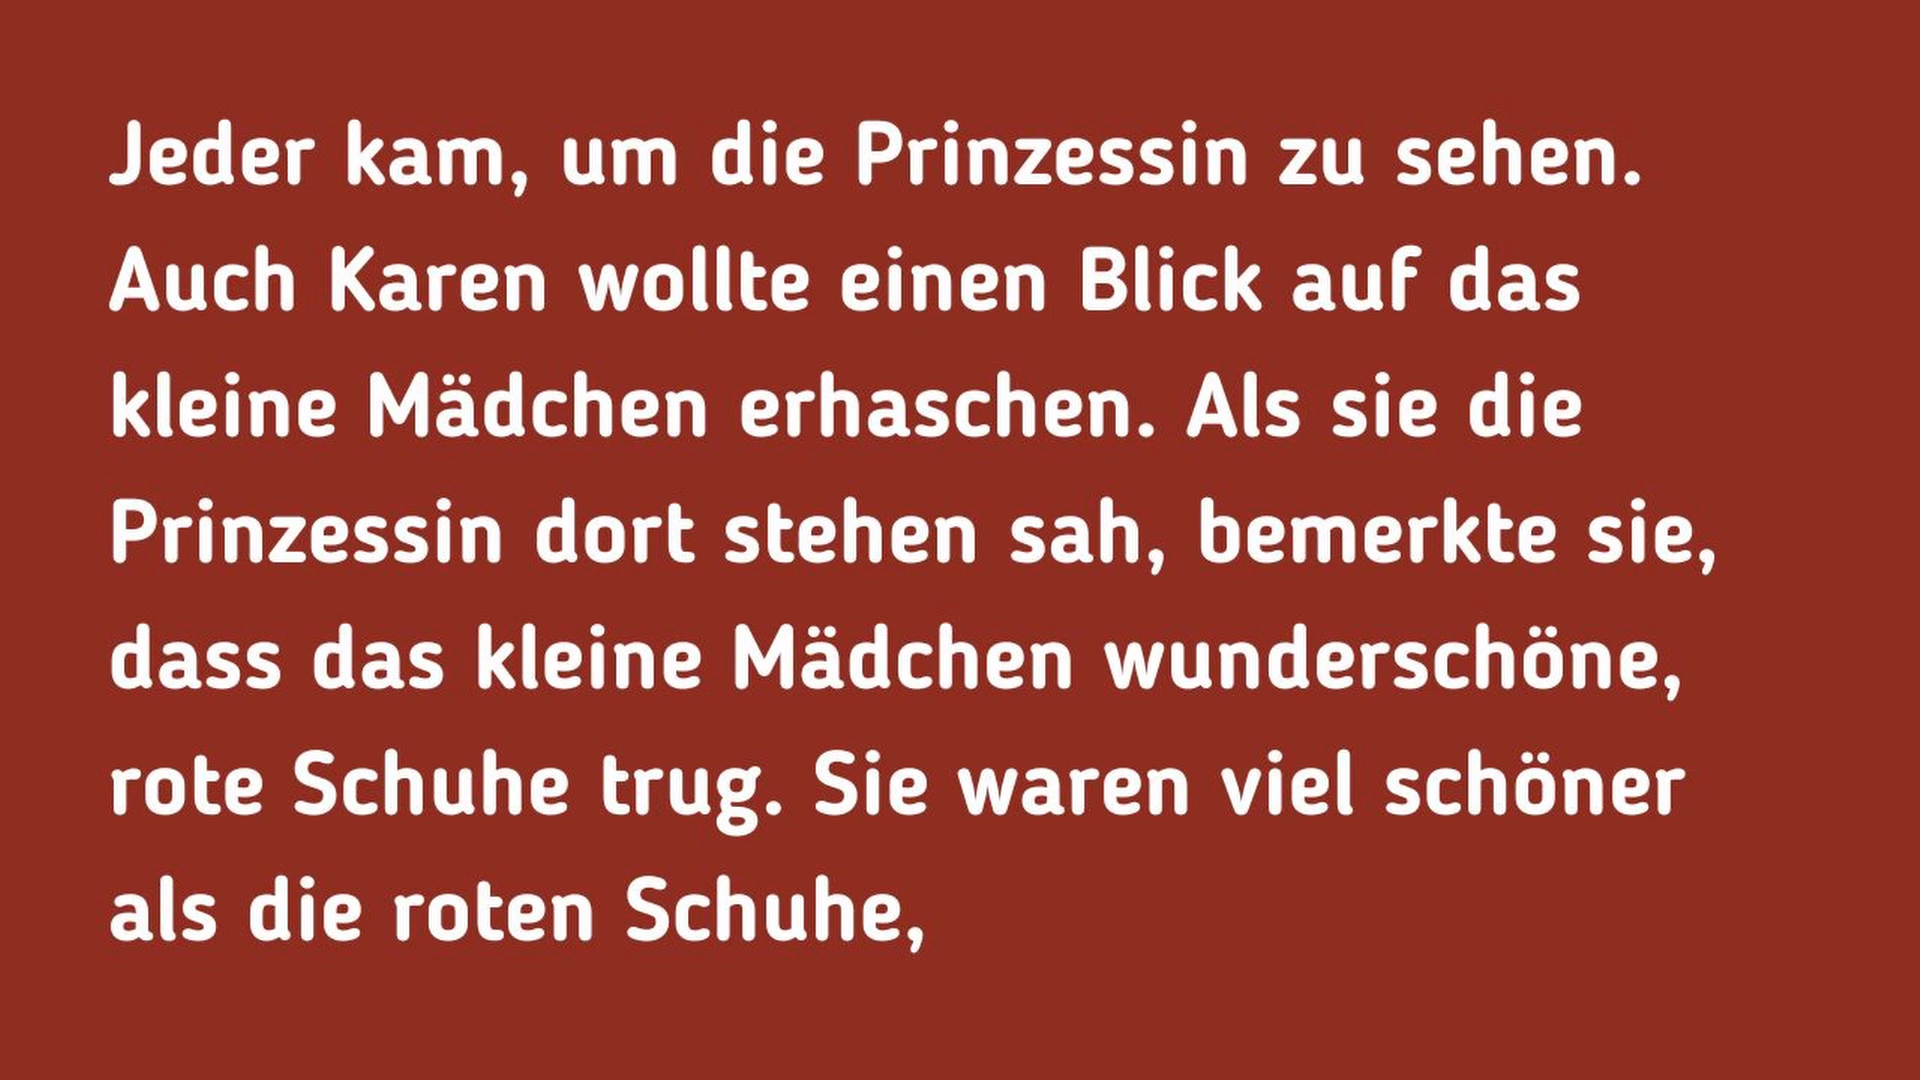 Jeder kam, um die Prinzessin zu sehen.
Auch Karen wollte einen Blick auf das
kleine Mädchen erhaschen. Als sie die
Prinzessin dort stehen sah, bemerkte sie,
dass das kleine Mädchen wunderschöne,
rote Schuhe trug. Sie waren viel schöner
als die roten Schuhe,